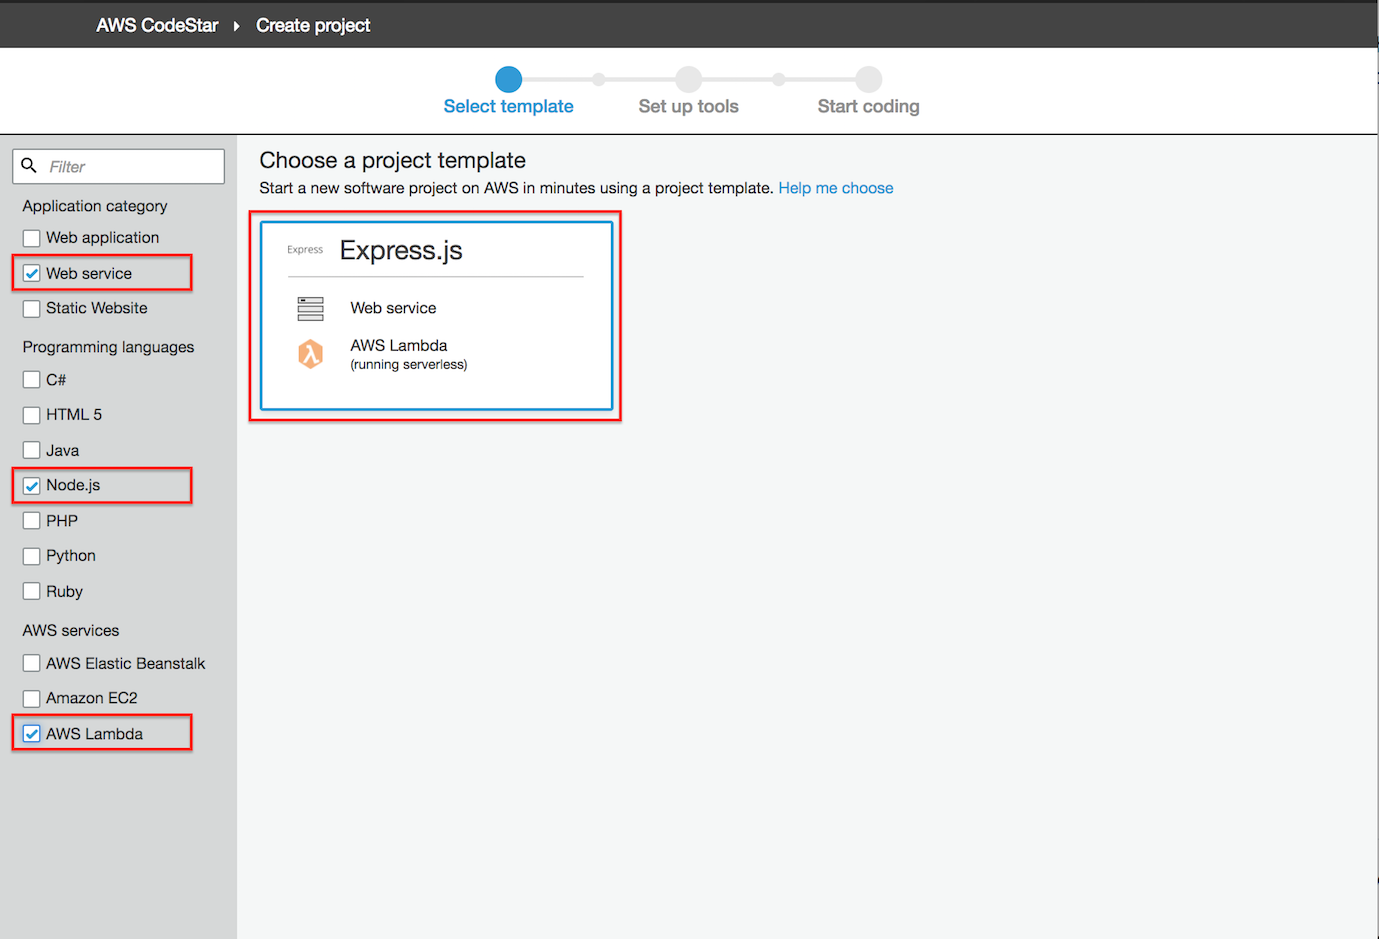 AWS CodeStar Create project
Select template Set up tools Start coding
Filter
Application category
Web application
Web service
Static Website
Programming languages
C#
HTML 5
Java
Node.js
PHP
Python
Ruby
AWS services
AWS Elastic Beanstalk
Amazon EC2
AWS Lambda
Choose a project template
Start a new software project on AWS in minutes using a project template. Help me choose
Express Express.js
Web service
AWS Lambda
(running serverless)